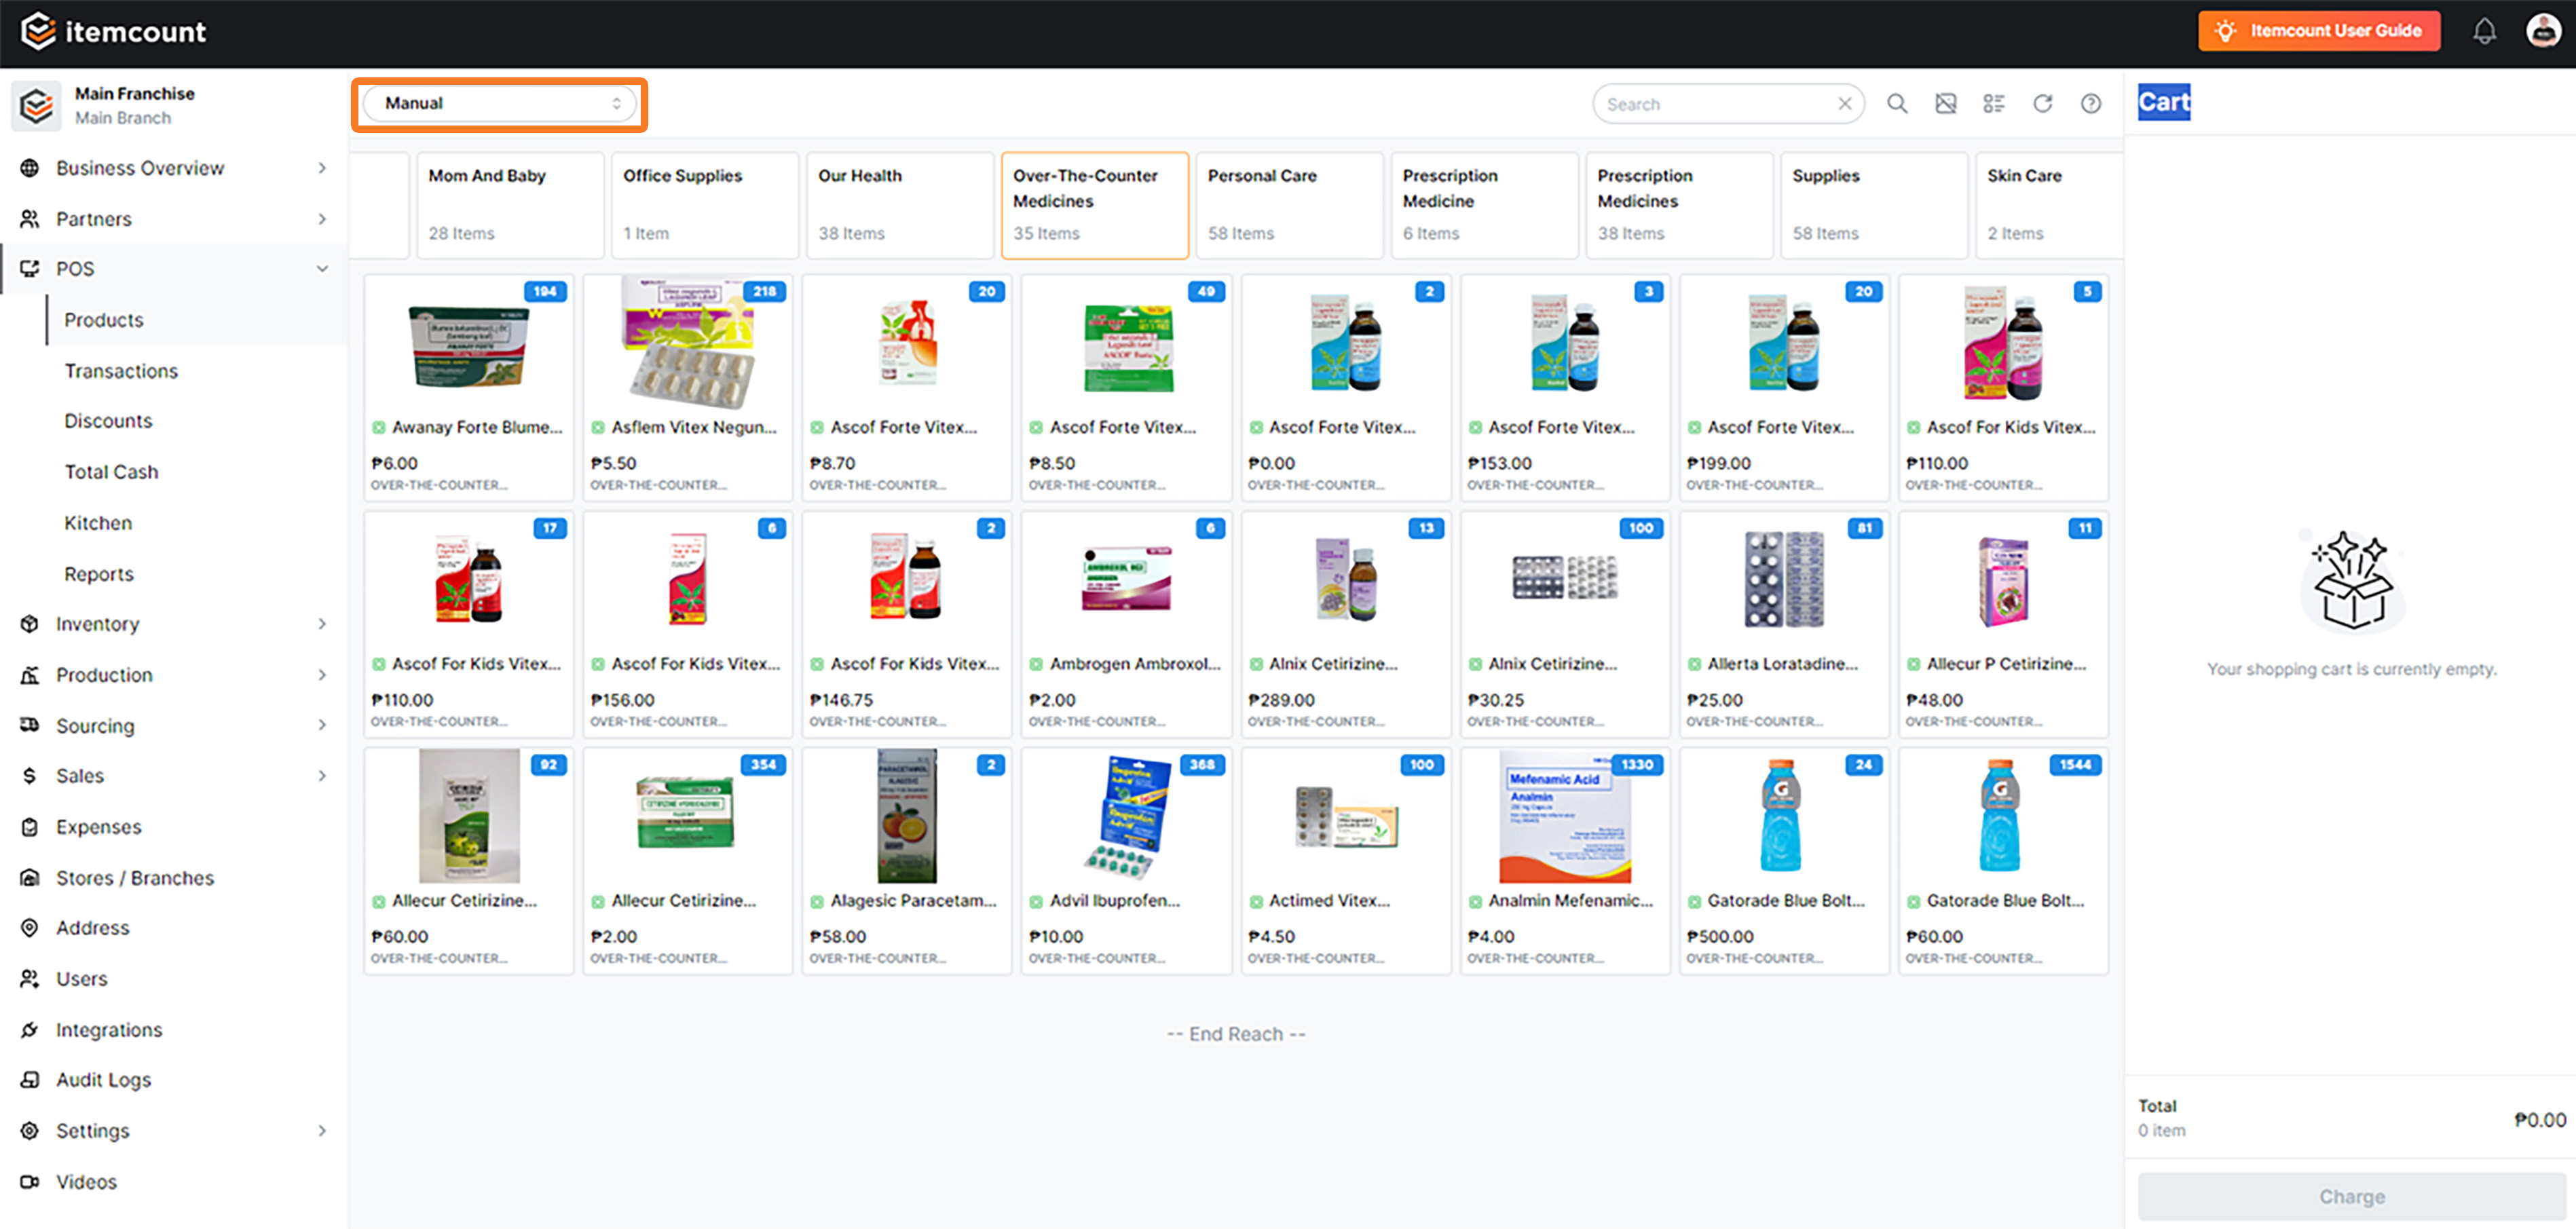 itemcount
Itemcount User Guide
Main Franchise
Main Branch
Manual
Search
Cart
Business Overview
Partners
POS
Products
Transactions
Discounts
Total Cash
Kitchen
Reports
Inventory
Production
Sourcing
Sales
Expenses
Stores / Branches
Address
Users
Integrations
Audit Logs
Settings
Videos
Mom And Baby
28 Items
Office Supplies
1 Item
Our Health
38 Items
Over-The-Counter
Medicines
35 Items
Personal Care
58 Items
Prescription
Medicine
6 Items
Prescription
Medicines
38 Items
Supplies
58 Items
Skin Care
2 Items
194
Awanay Forte Blume...
₱6.00
OVER-THE-COUNTER...
218
Asflem Vitex Negun...
₱5.50
OVER-THE-COUNTER...
20
Ascof Forte Vitex...
₱8.70
OVER-THE-COUNTER...
49
Ascof Forte Vitex...
₱8.50
OVER-THE-COUNTER...
2
Ascof Forte Vitex...
₱0.00
OVER-THE-COUNTER...
3
Ascof Forte Vitex...
₱153.00
OVER-THE-COUNTER...
20
Ascof Forte Vitex...
₱199.00
OVER-THE-COUNTER...
5
Ascof For Kids Vitex...
₱110.00
OVER-THE-COUNTER...
17
Ascof For Kids Vitex...
₱110.00
OVER-THE-COUNTER...
6
Ascof For Kids Vitex...
₱156.00
OVER-THE-COUNTER...
2
Ascof For Kids Vitex...
₱146.75
OVER-THE-COUNTER...
6
AMBROXOL HCl
Ambrogen Ambroxol...
₱2.00
OVER-THE-COUNTER...
13
Alnix Cetirizine...
₱289.00
OVER-THE-COUNTER...
100
Alnix Cetirizine...
₱30.25
OVER-THE-COUNTER...
81
Allerta Loratadine...
₱25.00
OVER-THE-COUNTER...
11
Allecur P Cetirizine...
₱48.00
OVER-THE-COUNTER...
92
Allecur Cetirizine...
₱60.00
OVER-THE-COUNTER...
354
Allecur Cetirizine...
₱2.00
OVER-THE-COUNTER...
2
PARACETAMOL
ALAGESIC
Alagesic Paracetam...
₱58.00
OVER-THE-COUNTER...
368
Ibuprofen
Advil
Ibuprofen
Advil
Advil Ibuprofen...
₱10.00
OVER-THE-COUNTER...
100
Actimed Vitex...
₱4.50
OVER-THE-COUNTER...
1330
Mefenamic Acid
Analmin
Analmin Mefenamic...
₱4.00
OVER-THE-COUNTER...
24
G
Gatorade Blue Bolt...
₱500.00
OVER-THE-COUNTER...
1544
G
Gatorade Blue Bolt...
₱60.00
OVER-THE-COUNTER...
-- End Reach --
Your shopping cart is currently empty.
Total
0 item
₱0.00
Charge